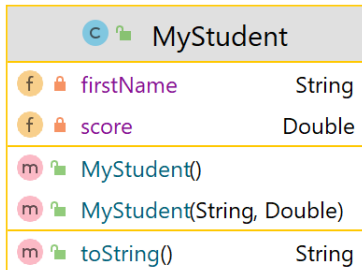 C MyStudent
f firstName String
f score Double
m MyStudent()
m MyStudent(String, Double)
m toString() String